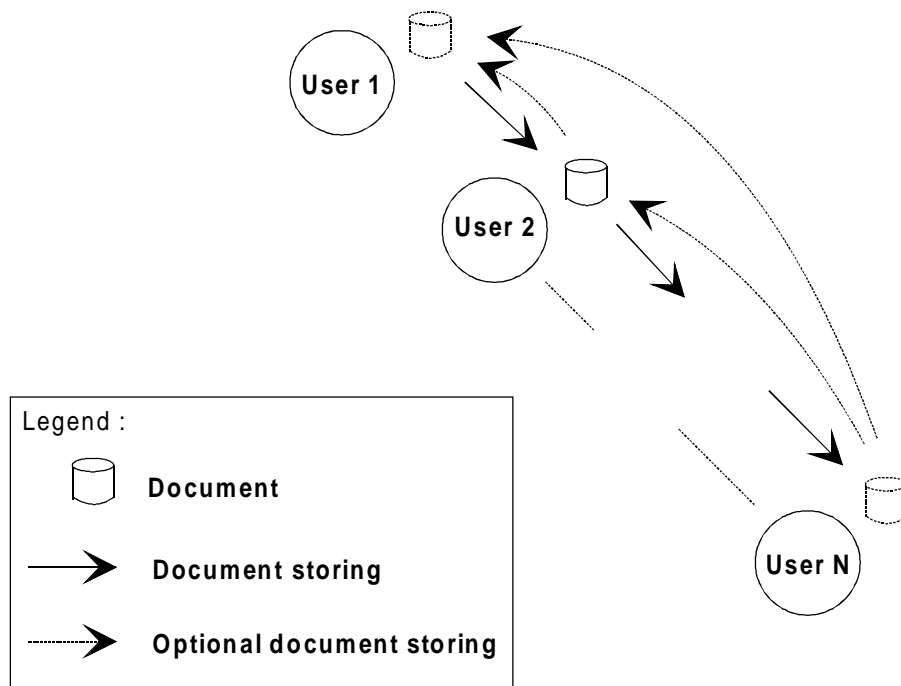 User 1
User 2
User N
Legend :
Document
Document storing
Optional document storing